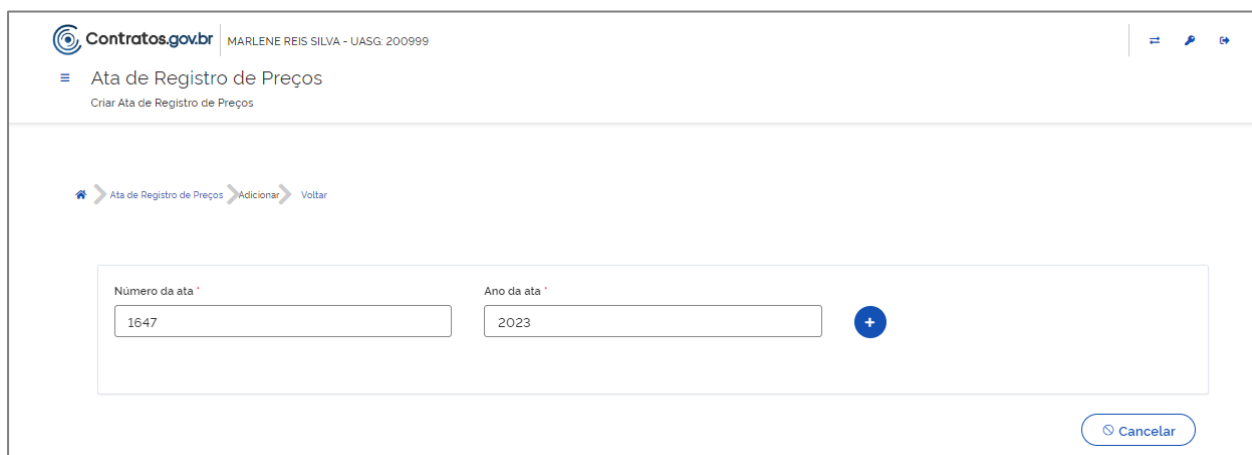 Contratos.gov.br MARLENE REIS SILVA - UASG: 200999
Ata de Registro de Preços
Criar Ata de Registro de Preços
Ata de Registro de Preços Adicionar Voltar
Número da ata * Ano da ata *
1647 2023
Cancelar